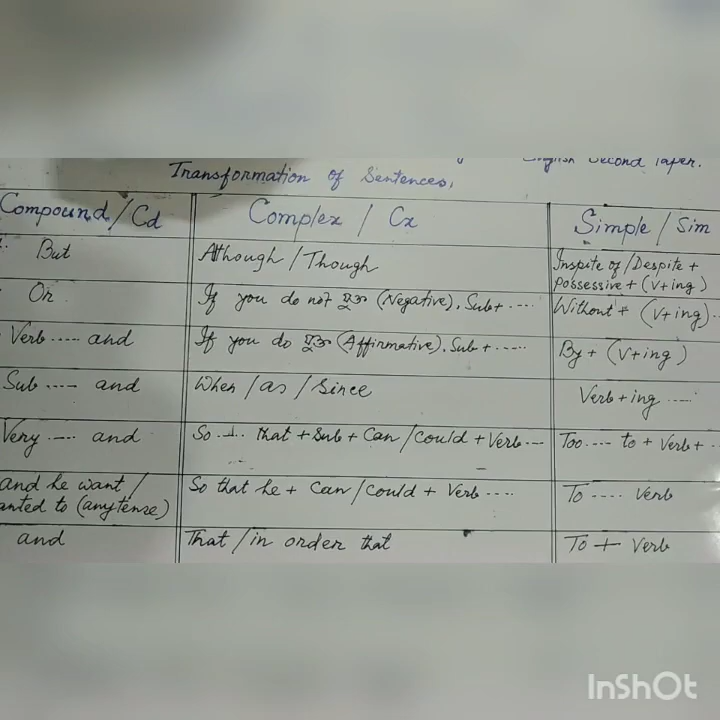 English Second Paper.
Transformation of Sentences,
Compound/Cd Complex / Cx Simple / Sim
But Although / Though Inspite of / Despite + Possessive + (V+ing)
Or If you do not যুক্ত (Negative), Sub + .... Without + (V+ing)..
Verb ..... and If you do যুক্ত (Affirmative), Sub + ..... By + (V+ing)
Sub .... and When / as / Since Verb + ing .....
Very .... and So .... that + Sub + Can / Could + Verb --- Too .... to + Verb + ..
and he want / So that he + Can / Could + Verb .... To ..... Verb
anted to (any tense)
and That / in order that To + Verb
InShOt